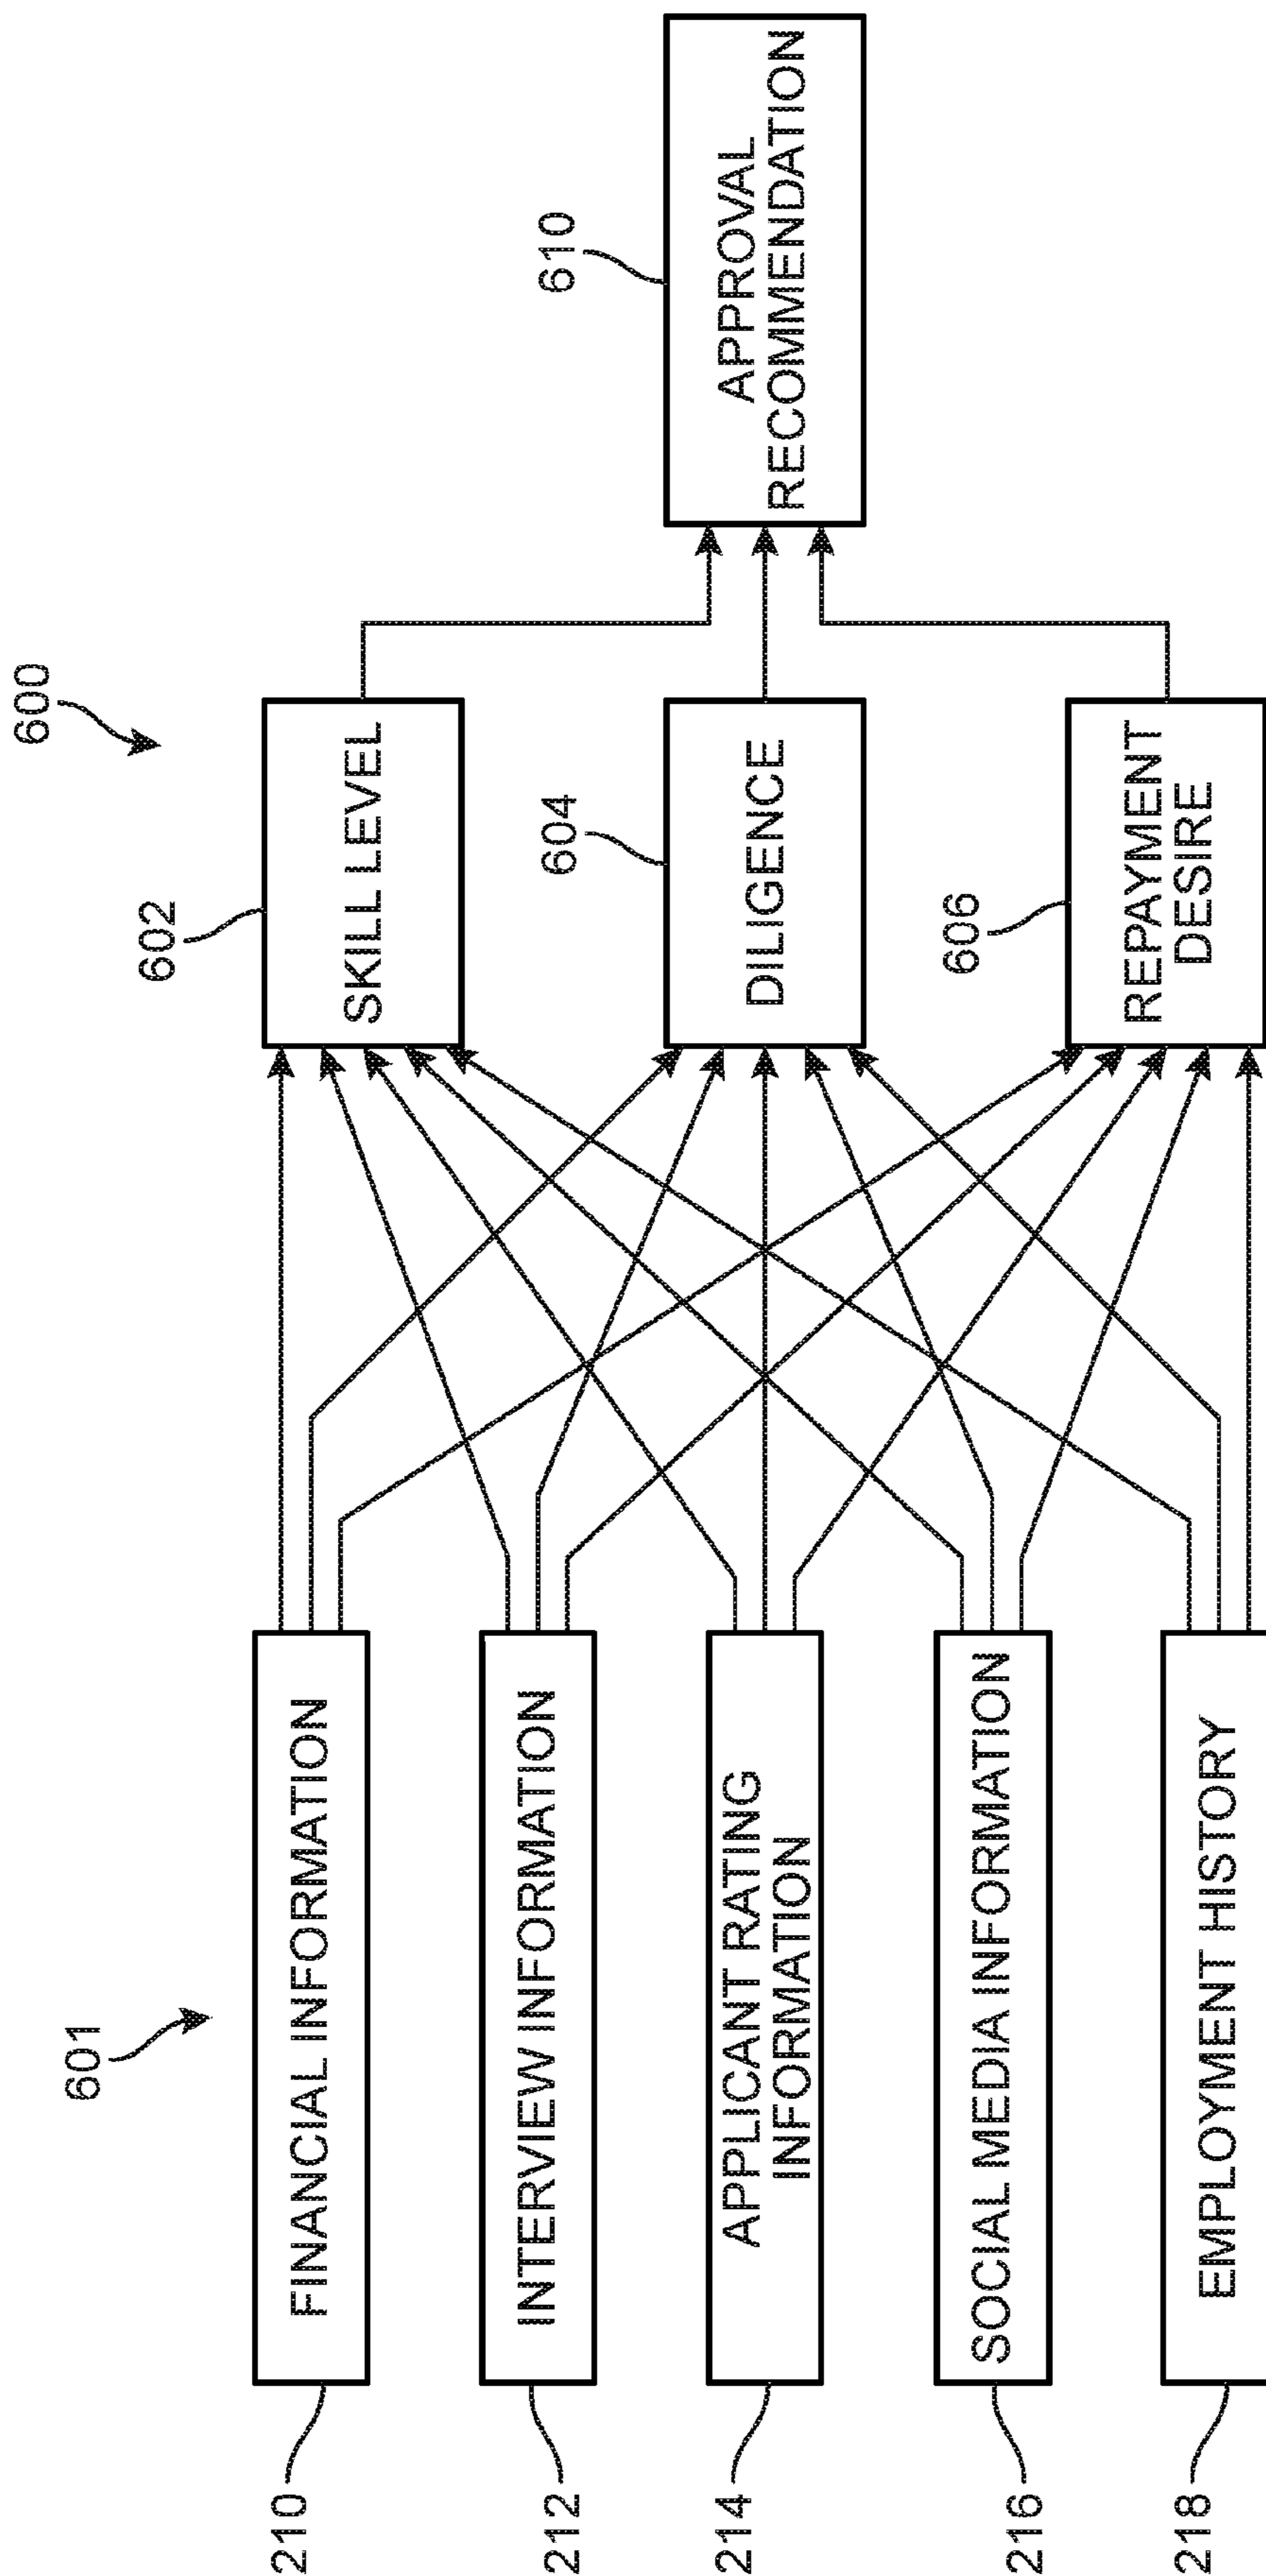 600
601
210
FINANCIAL INFORMATION
212
INTERVIEW INFORMATION
214
APPLICANT RATING
INFORMATION
216
SOCIAL MEDIA INFORMATION
218
EMPLOYMENT HISTORY
602
SKILL LEVEL
604
DILIGENCE
606
REPAYMENT
DESIRE
610
APPROVAL
RECOMMENDATION